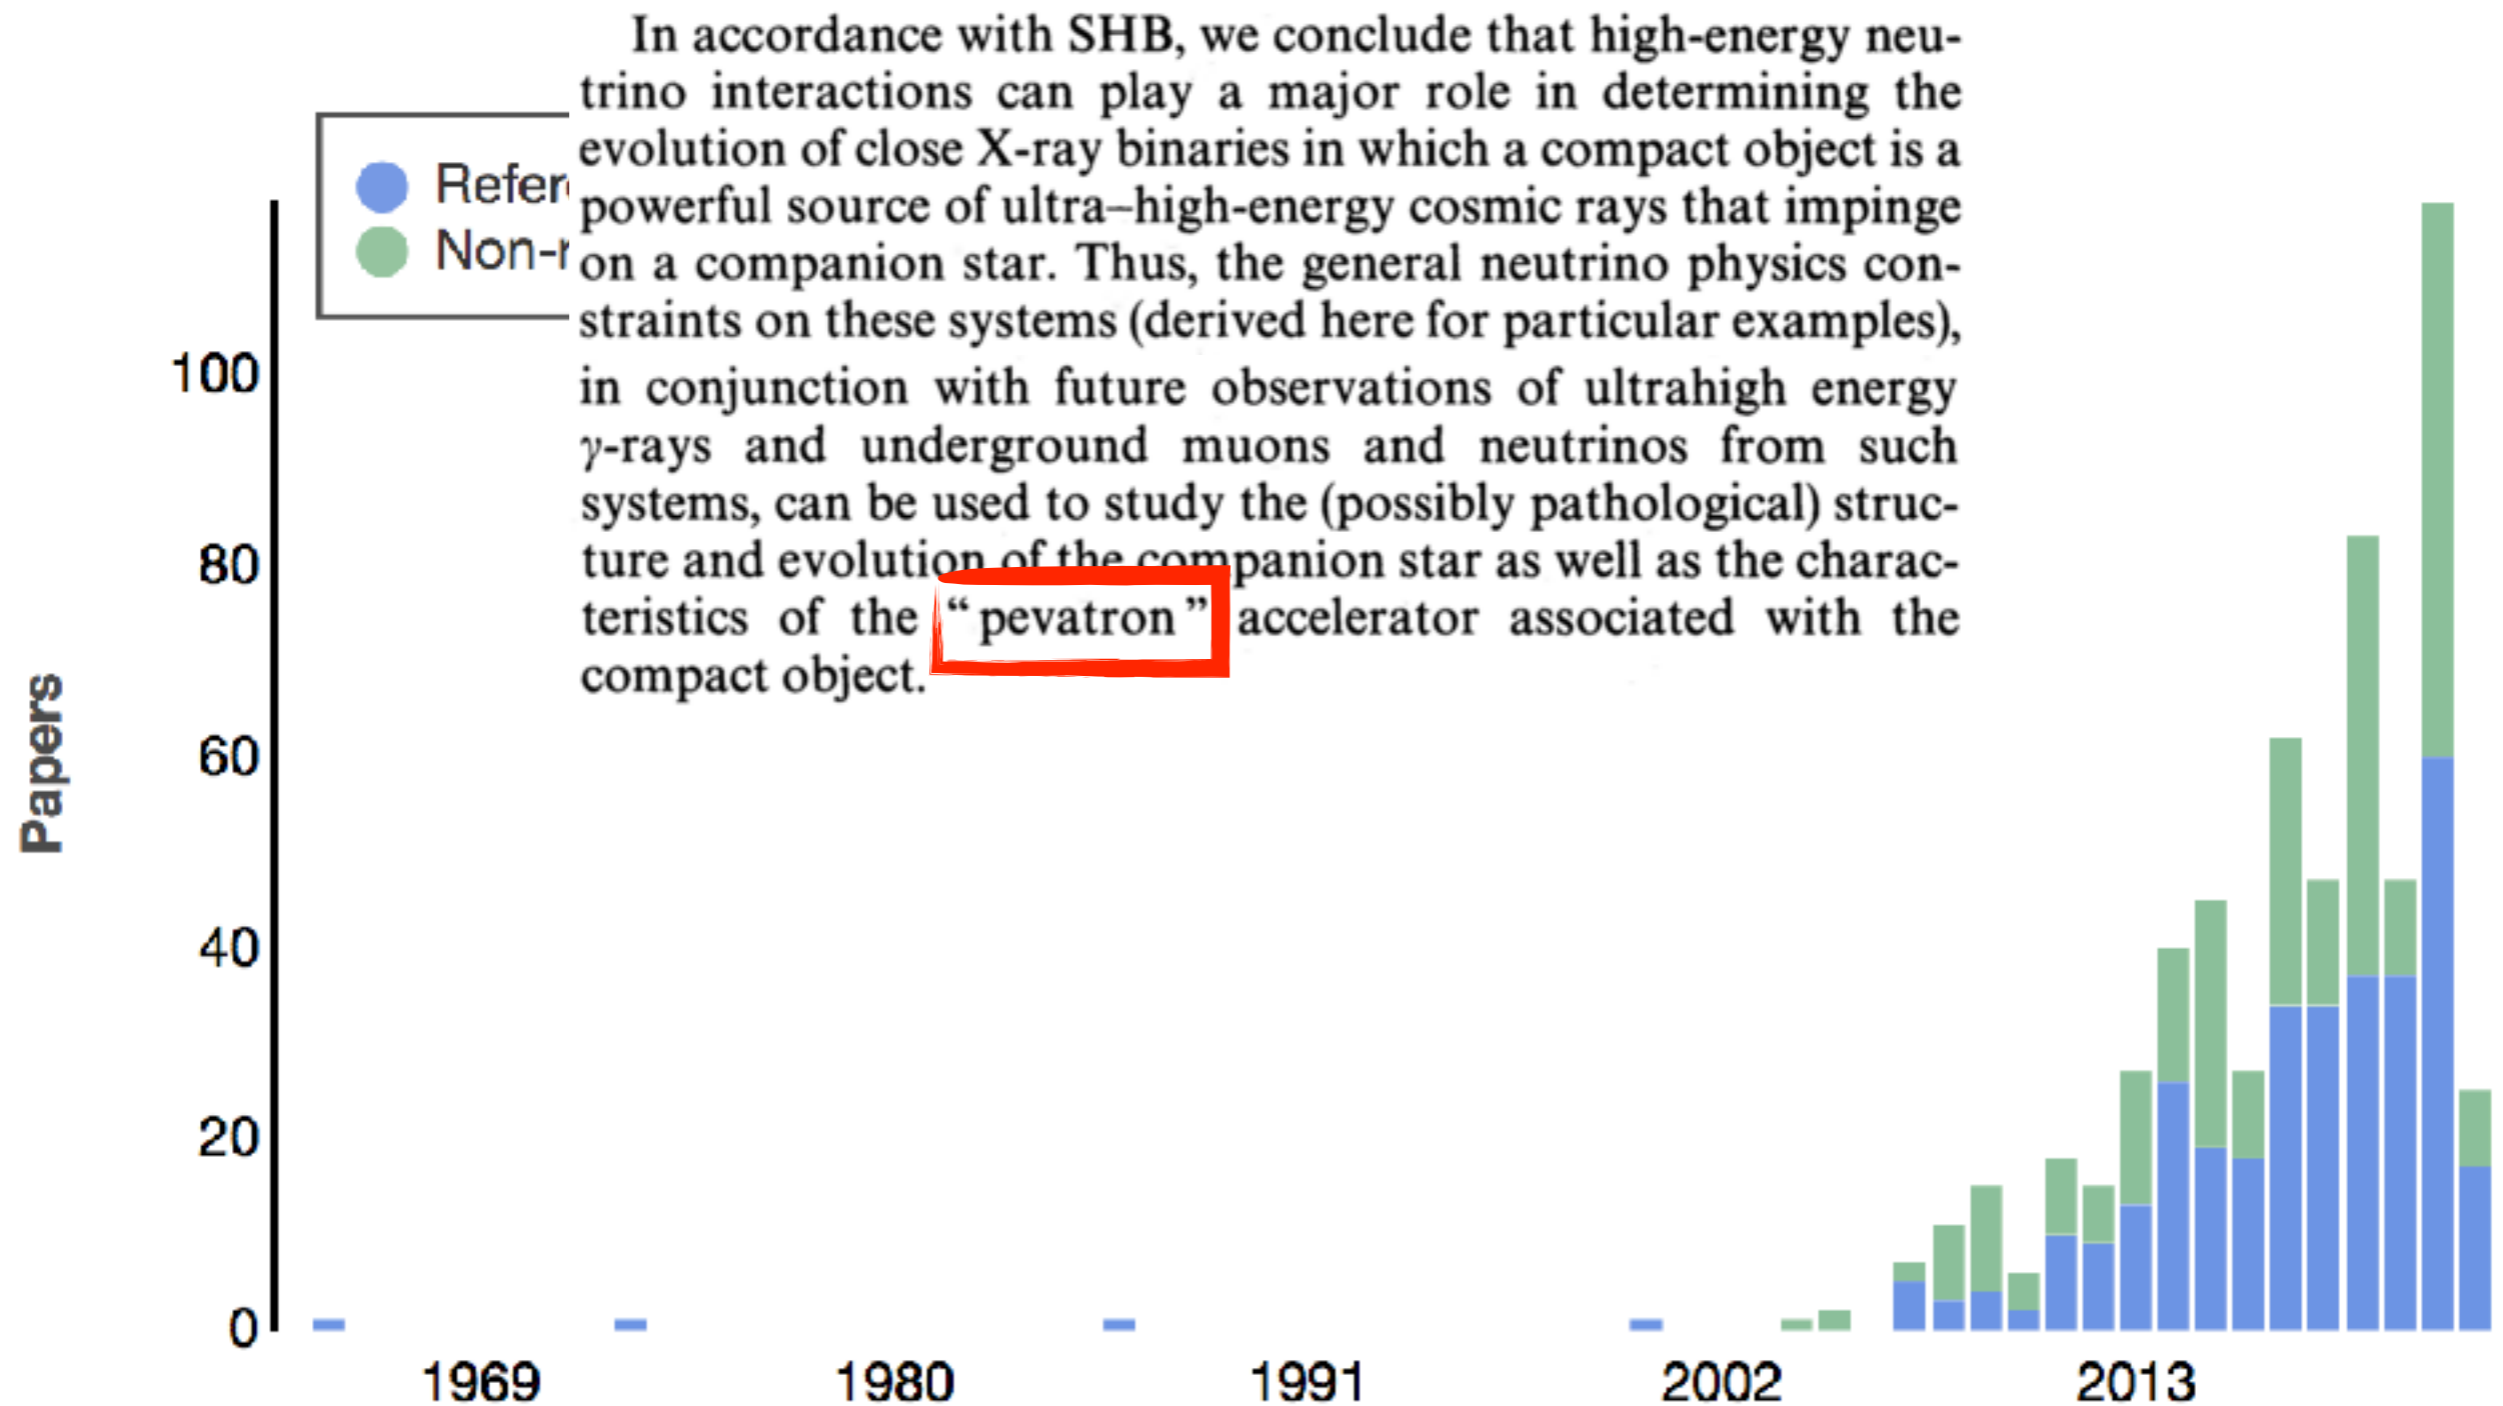 In accordance with SHB, we conclude that high-energy neu-
trino interactions can play a major role in determining the
evolution of close X-ray binaries in which a compact object is a
powerful source of ultra–high-energy cosmic rays that impinge
on a companion star. Thus, the general neutrino physics con-
straints on these systems (derived here for particular examples),
in conjunction with future observations of ultrahigh energy
γ-rays and underground muons and neutrinos from such
systems, can be used to study the (possibly pathological) struc-
ture and evolution of the companion star as well as the charac-
teristics of the “pevatron” accelerator associated with the
compact object.
Refer
Non-r
Papers
100
80
60
40
20
0
1969 1980 1991 2002 2013